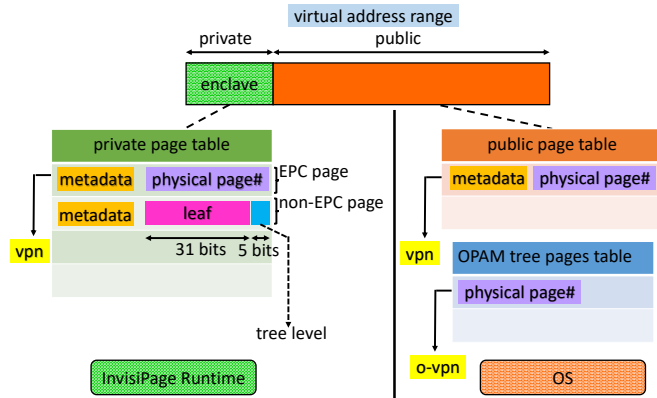 virtual address range
private
public
enclave
private page table
metadata
physical page#
EPC page
metadata
leaf
non-EPC page
vpn
31 bits
5 bits
tree level
InvisiPage Runtime
public page table
metadata
physical page#
vpn
OPAM tree pages table
physical page#
o-vpn
OS